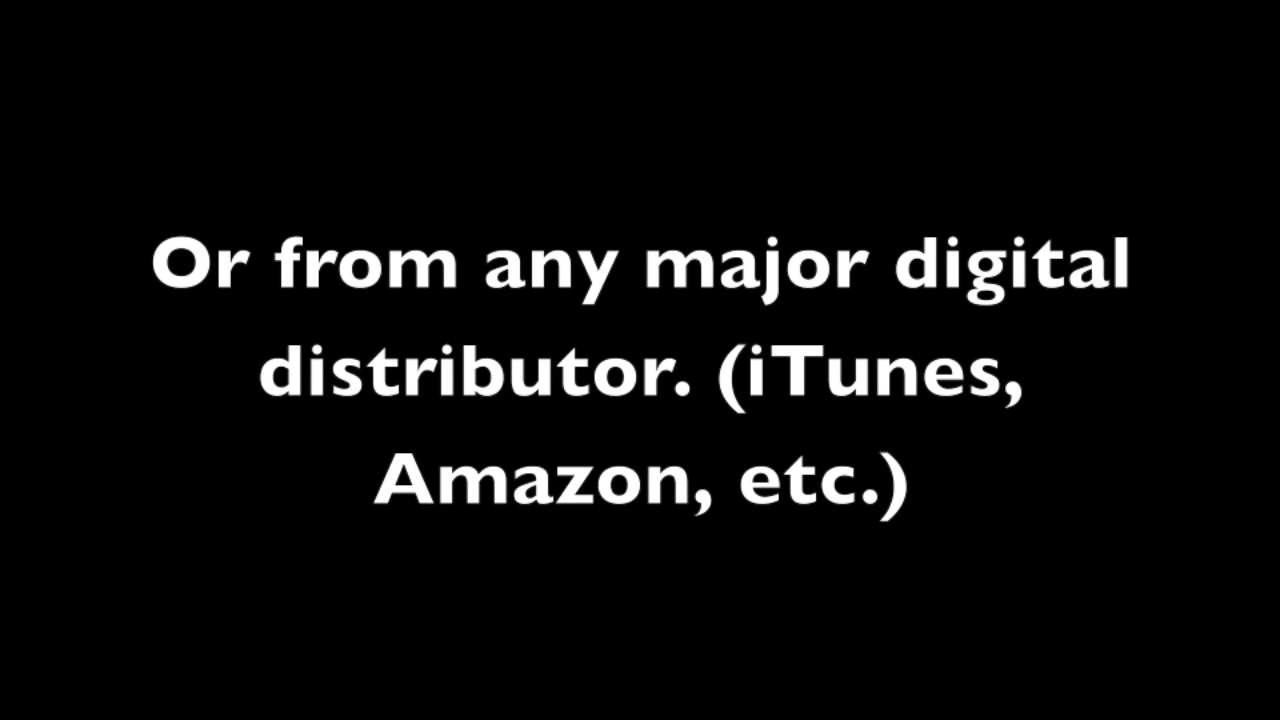 Or from any major digital
distributor. (iTunes,
Amazon, etc.)